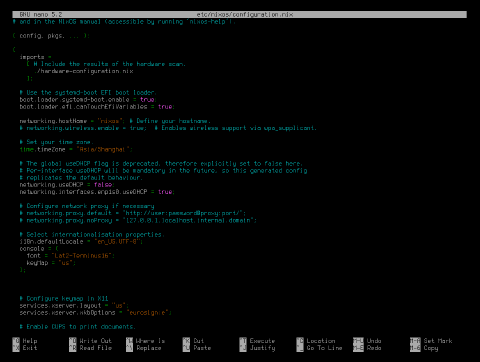 GNU nano 5.2 etc/nixos/configuration.nix
# and in the NixOS manual (accessible by running `nixos-help`).
{ config, pkgs, ... }:
{
imports =
[ # Include the results of the hardware scan.
./hardware-configuration.nix
];
# Use the systemd-boot EFI boot loader.
boot.loader.systemd-boot.enable = true;
boot.loader.efi.canTouchEfiVariables = true;
networking.hostName = "nixos"; # Define your hostname.
# networking.wireless.enable = true; # Enables wireless support via wpa_supplicant.
# Set your time zone.
time.timeZone = "Asia/Shanghai";
# The global useDHCP flag is deprecated, therefore explicitly set to false here.
# Per-interface useDHCP will be mandatory in the future, so this generated config
# replicates the default behaviour.
networking.useDHCP = false;
networking.interfaces.enp1s0.useDHCP = true;
# Configure network proxy if necessary
# networking.proxy.default = "http://user:password@proxy:port/";
# networking.proxy.noProxy = "127.0.0.1,localhost,internal.domain";
# Select internationalisation properties.
i18n.defaultLocale = "en_US.UTF-8";
console = {
font = "Lat2-Terminus16";
keyMap = "us";
};
# Configure keymap in X11
services.xserver.layout = "us";
services.xserver.xkbOptions = "eurosign:e";
# Enable CUPS to print documents.
^G Help ^O Write Out ^W Where Is ^K Cut ^T Execute ^C Location M-U Undo M-A Set Mark
^X Exit ^R Read File ^\ Replace ^U Paste ^J Justify ^_ Go To Line M-E Redo M-6 Copy